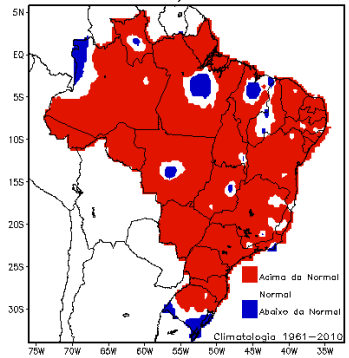 5N
EQ
5S
10S
15S
20S
25S
30S
Acima da Normal
Normal
Abaixo da Normal
Climatologia 1961–2010
75W 70W 65W 60W 55W 50W 45W 40W 35W